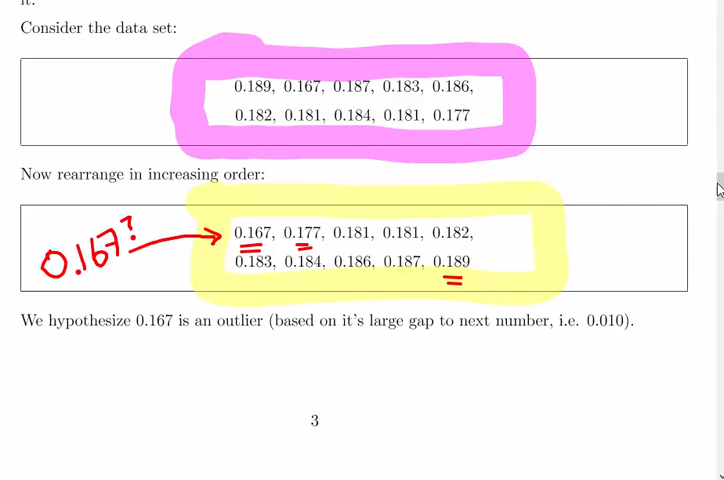 Consider the data set:
0.189, 0.167, 0.187, 0.183, 0.186,
0.182, 0.181, 0.184, 0.181, 0.177
Now rearrange in increasing order:
0.167?
0.167, 0.177, 0.181, 0.181, 0.182,
0.183, 0.184, 0.186, 0.187, 0.189
We hypothesize 0.167 is an outlier (based on it's large gap to next number, i.e. 0.010).
3